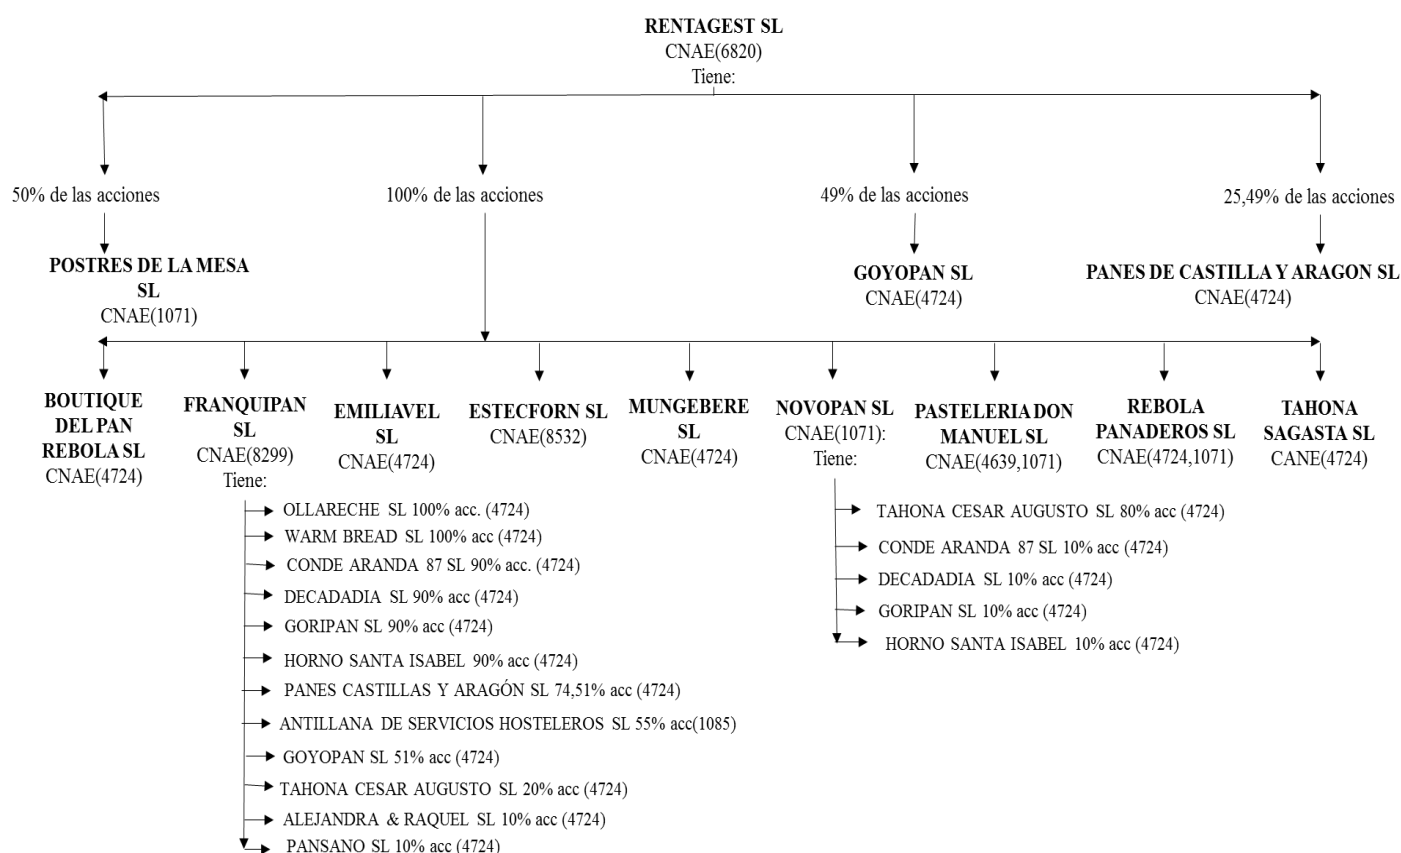 RENTAGEST SL
CNAE(6820)
Tiene:
50% de las acciones
100% de las acciones
49% de las acciones
25,49% de las acciones
POSTRES DE LA MESA
SL
CNAE(1071)
GOYOPAN SL
CNAE(4724)
PANES DE CASTILLA Y ARAGON SL
CNAE(4724)
BOUTIQUE
DEL PAN
REBOLA SL
CNAE(4724)
FRANQUIPAN
SL
CNAE(8299)
Tiene:
EMILIAVEL
SL
CNAE(4724)
ESTECFORN SL
CNAE(8532)
MUNGEBERE
SL
CNAE(4724)
NOVOPAN SL
CNAE(1071):
Tiene:
PASTELERIA DON
MANUEL SL
CNAE(4639,1071)
REBOLA
PANADEROS SL
CNAE(4724,1071)
TAHONA
SAGASTA SL
CANE(4724)
OLLARECHE SL 100% acc. (4724)
WARM BREAD SL 100% acc (4724)
CONDE ARANDA 87 SL 90% acc. (4724)
DECADADIA SL 90% acc (4724)
GORIPAN SL 90% acc (4724)
HORNO SANTA ISABEL 90% acc (4724)
PANES CASTILLAS Y ARAGÓN SL 74,51% acc (4724)
ANTILLANA DE SERVICIOS HOSTELEROS SL 55% acc(1085)
GOYOPAN SL 51% acc (4724)
TAHONA CESAR AUGUSTO SL 20% acc (4724)
ALEJANDRA & RAQUEL SL 10% acc (4724)
PANSANO SL 10% acc (4724)
TAHONA CESAR AUGUSTO SL 80% acc (4724)
CONDE ARANDA 87 SL 10% acc (4724)
DECADADIA SL 10% acc (4724)
GORIPAN SL 10% acc (4724)
HORNO SANTA ISABEL 10% acc (4724)